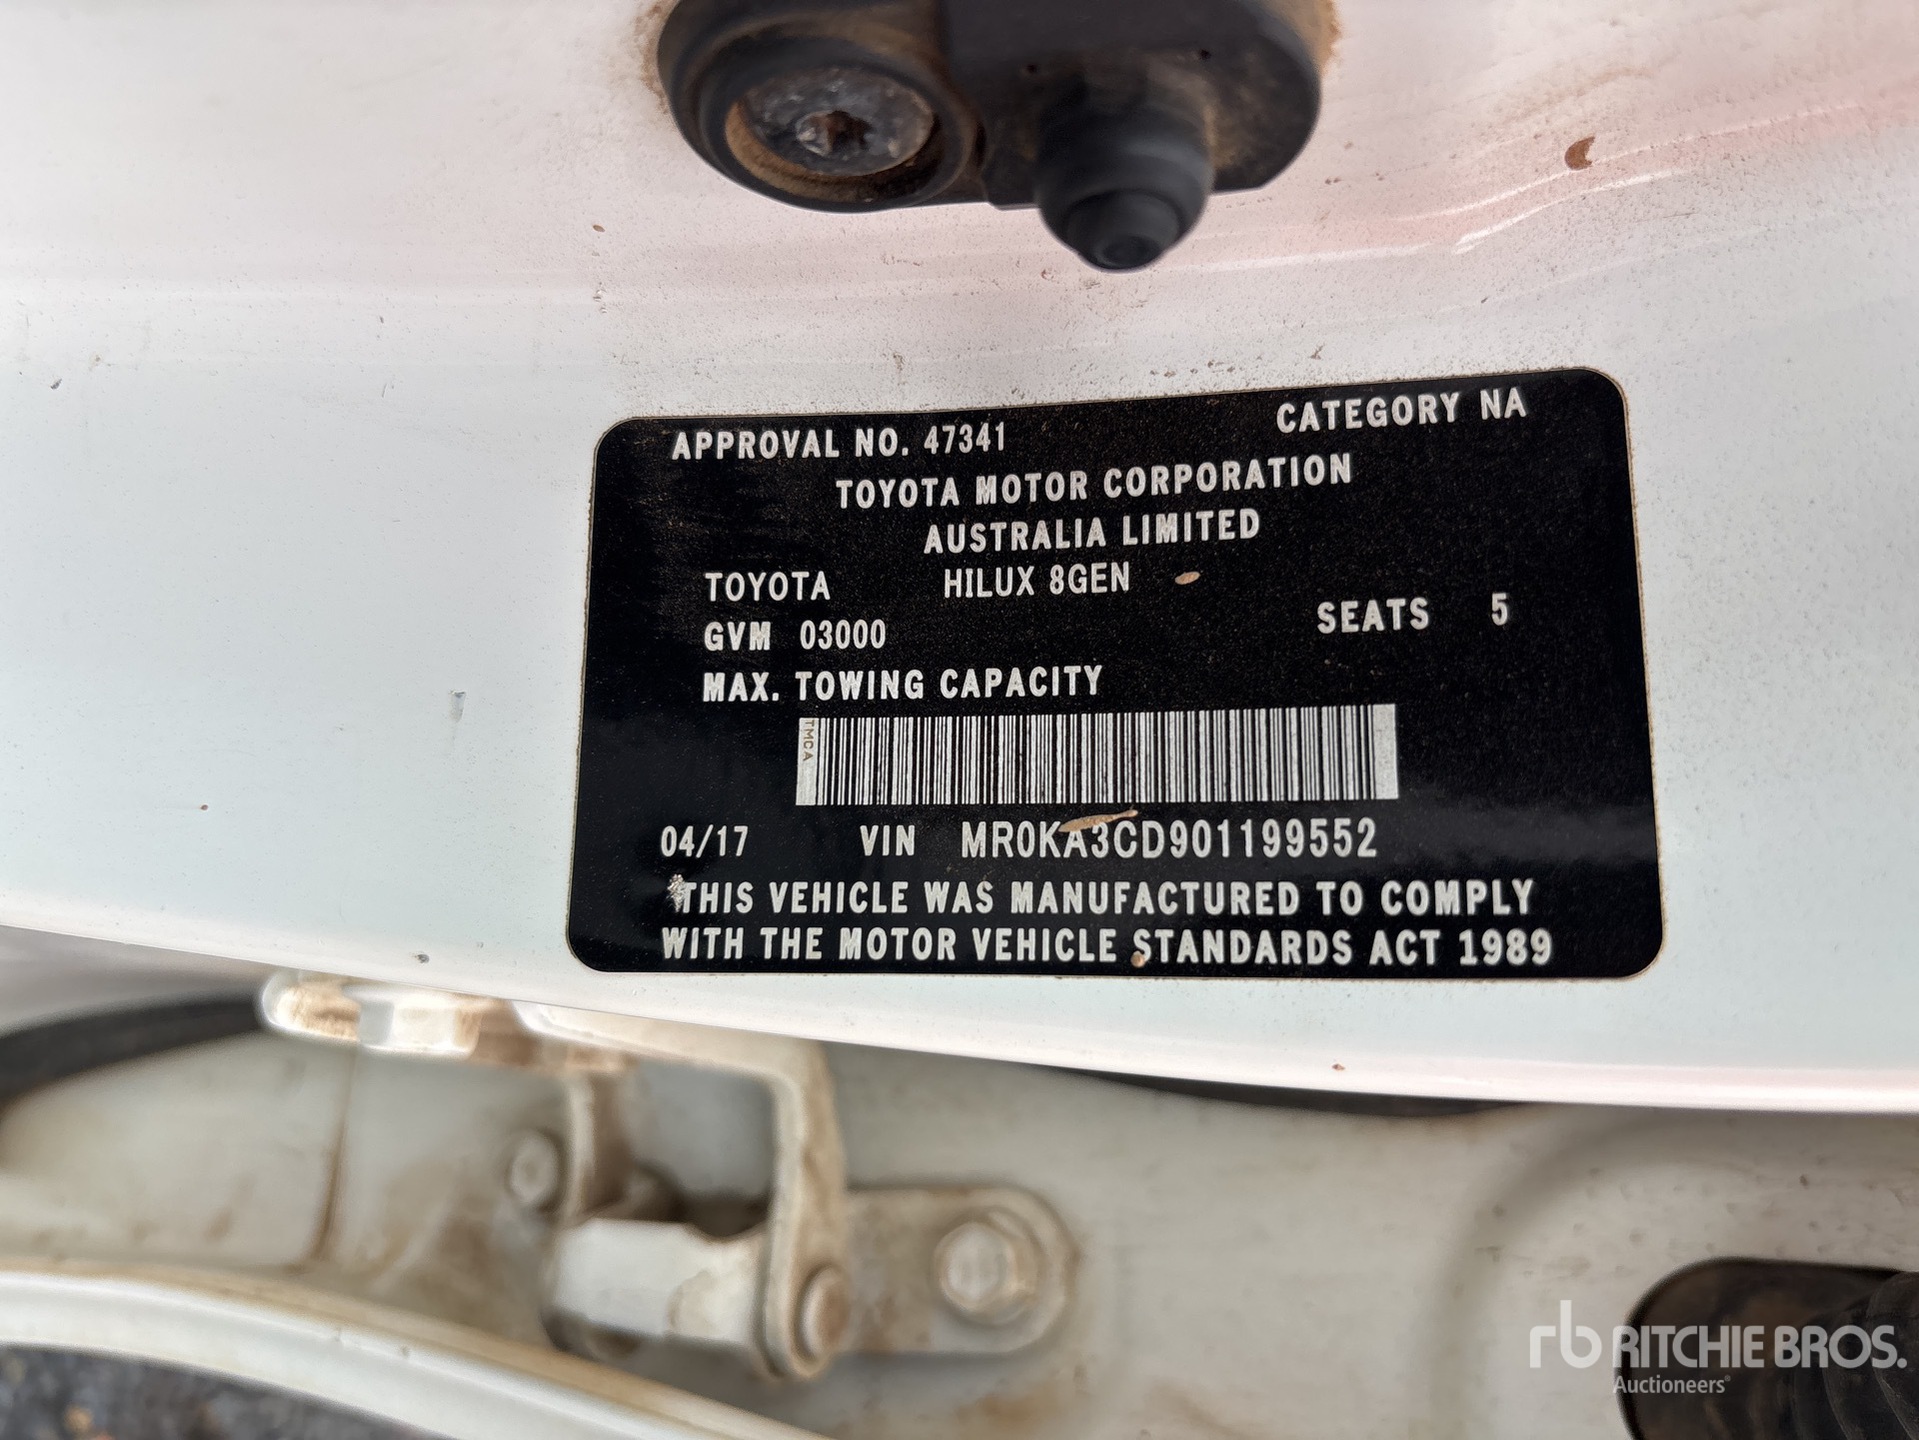 APPROVAL NO. 47341 CATEGORY NA
TOYOTA MOTOR CORPORATION
AUSTRALIA LIMITED
TOYOTA HILUX 8GEN
GVM 03000 SEATS 5
MAX. TOWING CAPACITY
TMCA
04/17 VIN MR0KA3CD901199552
THIS VEHICLE WAS MANUFACTURED TO COMPLY
WITH THE MOTOR VEHICLE STANDARDS ACT 1989
rb RITCHIE BROS.
Auctioneers®